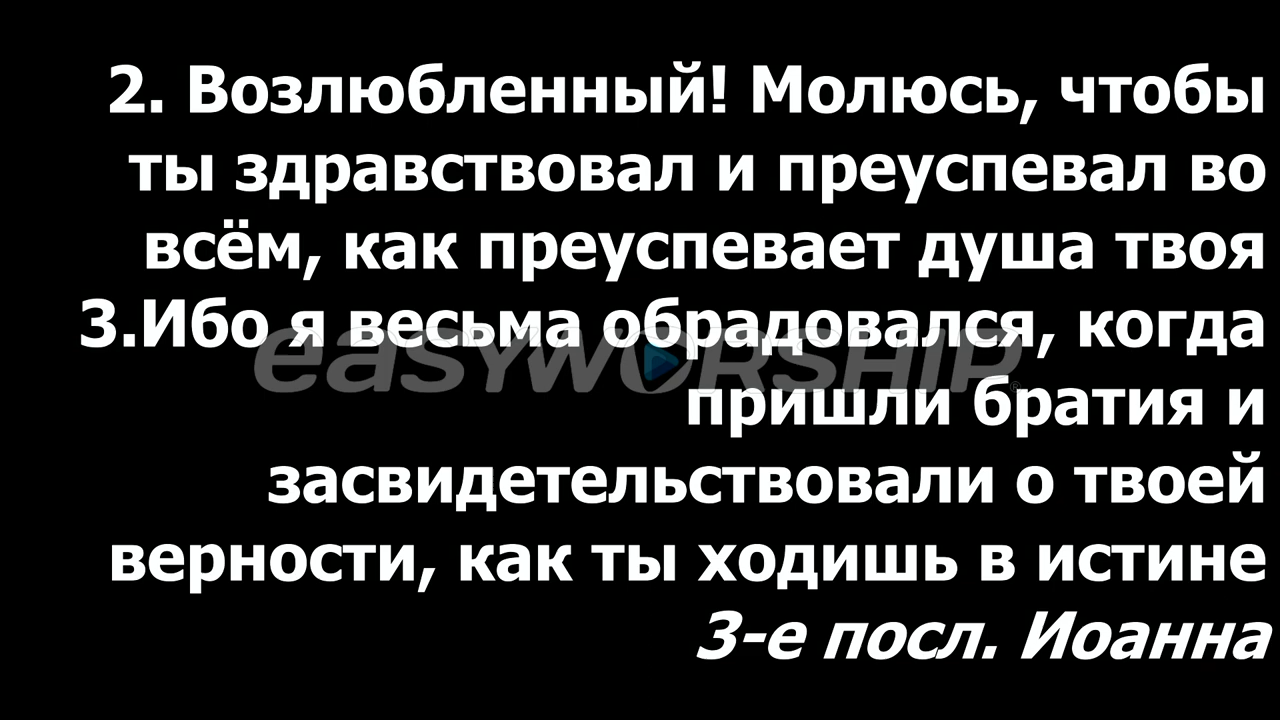 2. Возлюбленный! Молюсь, чтобы
ты здравствовал и преуспевал во
всём, как преуспевает душа твоя
3.Ибо я весьма обрадовался, когда
easyworship®
пришли братия и
засвидетельствовали о твоей
верности, как ты ходишь в истине
3-е посл. Иоанна